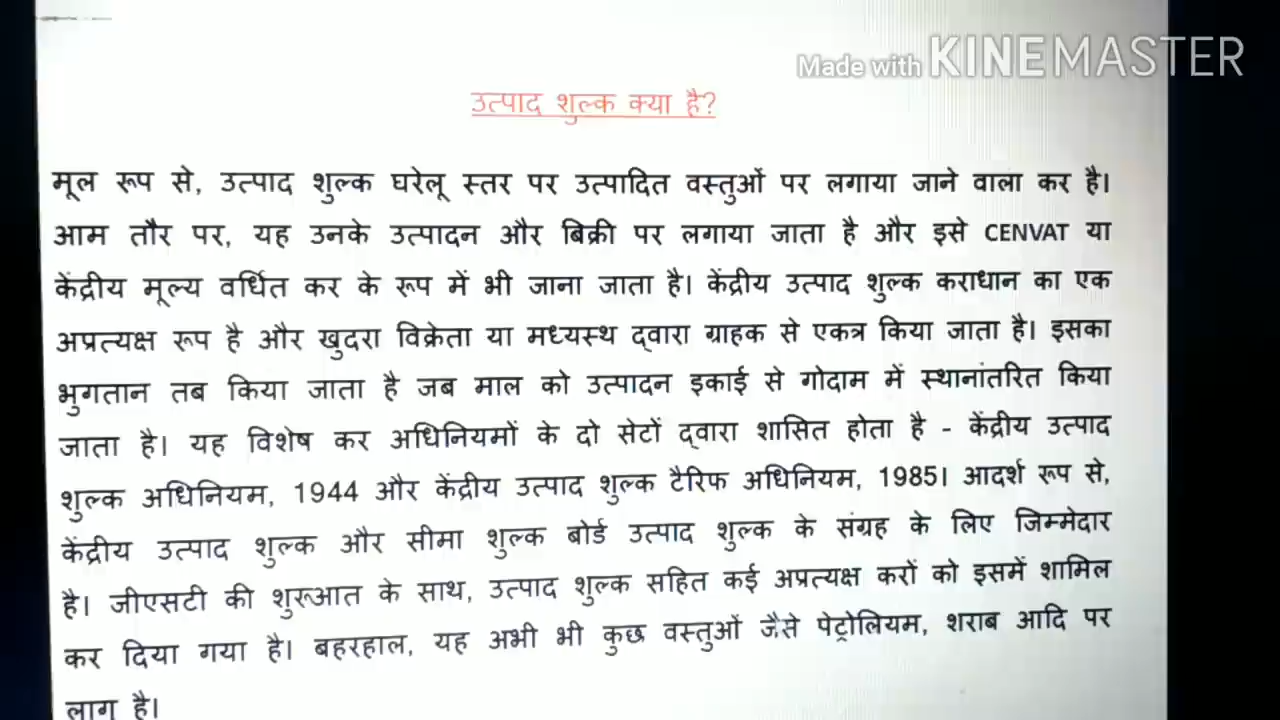 Made with KINEMASTER
उत्पाद शुल्क क्या है?
मूल रूप से, उत्पाद शुल्क घरेलू स्तर पर उत्पादित वस्तुओं पर लगाया जाने वाला कर है।
आम तौर पर, यह उनके उत्पादन और बिक्री पर लगाया जाता है और इसे CENVAT या
केंद्रीय मूल्य वर्धित कर के रूप में भी जाना जाता है। केंद्रीय उत्पाद शुल्क कराधान का एक
अप्रत्यक्ष रूप है और खुदरा विक्रेता या मध्यस्थ द्वारा ग्राहक से एकत्र किया जाता है। इसका
भुगतान तब किया जाता है जब माल को उत्पादन इकाई से गोदाम में स्थानांतरित किया
जाता है। यह विशेष कर अधिनियमों के दो सेटों द्वारा शासित होता है - केंद्रीय उत्पाद
शुल्क अधिनियम, 1944 और केंद्रीय उत्पाद शुल्क टैरिफ अधिनियम, 1985। आदर्श रूप से,
केंद्रीय उत्पाद शुल्क और सीमा शुल्क बोर्ड उत्पाद शुल्क के संग्रह के लिए जिम्मेदार
है। जीएसटी की शुरूआत के साथ, उत्पाद शुल्क सहित कई अप्रत्यक्ष करों को इसमें शामिल
कर दिया गया है। बहरहाल, यह अभी भी कुछ वस्तुओं जैसे पेट्रोलियम, शराब आदि पर
लागू है।